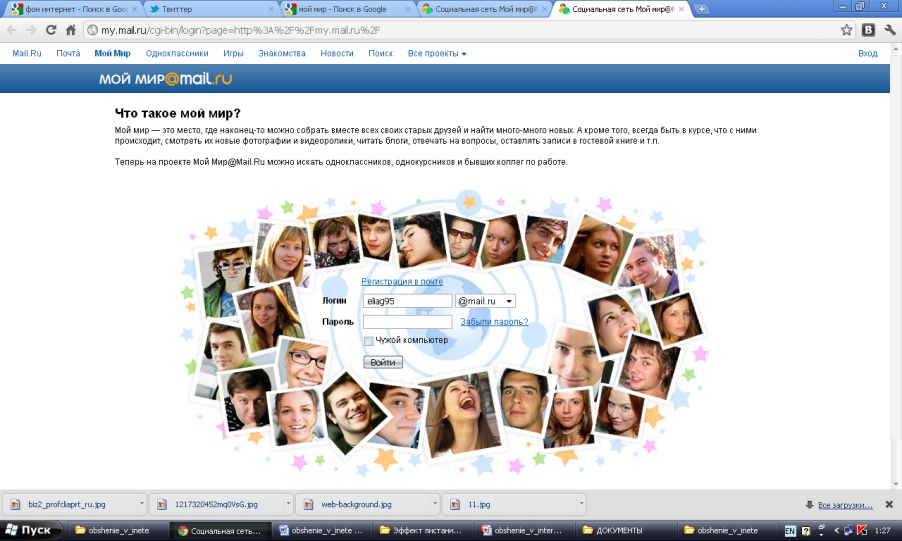 фон интернет - Поиск в Goo
Твиттер
мой мир - Поиск в Google
Социальная сеть Мой мир@М
Социальная сеть Мой мир@М
my.mail.ru/cgi-bin/login?page=http%3A%2F%2Fmy.mail.ru%2F
Mail.Ru Почта Мой Мир Одноклассники Игры Знакомства Новости Поиск Все проекты Вход
МОЙ МИР@mail.ru
Что такое мой мир?
Мой мир — это место, где наконец-то можно собрать вместе всех своих старых друзей и найти много-много новых. А кроме того, всегда быть в курсе, что с ними
происходит, смотреть их новые фотографии и видеоролики, читать блоги, отвечать на вопросы, оставлять записи в гостевой книге и т.п.
Теперь на проекте Мой Мир@Mail.Ru можно искать одноклассников, однокурсников и бывших коллег по работе.
Регистрация в почте
Логин eliag95 @mail.ru
Пароль Забыли пароль?
Чужой компьютер
Войти
biz2_profcliaprt_ru.jpg 1217320452mq0VsG.jpg web-background.jpg 11.jpg Все загрузки...
Пуск obshenie_v_inete Социальная сеть... obshenie_v_inete ... Эффект листани... obshenie_v_inter... ДОКУМЕНТЫ obshenie_v_inete EN 1:27